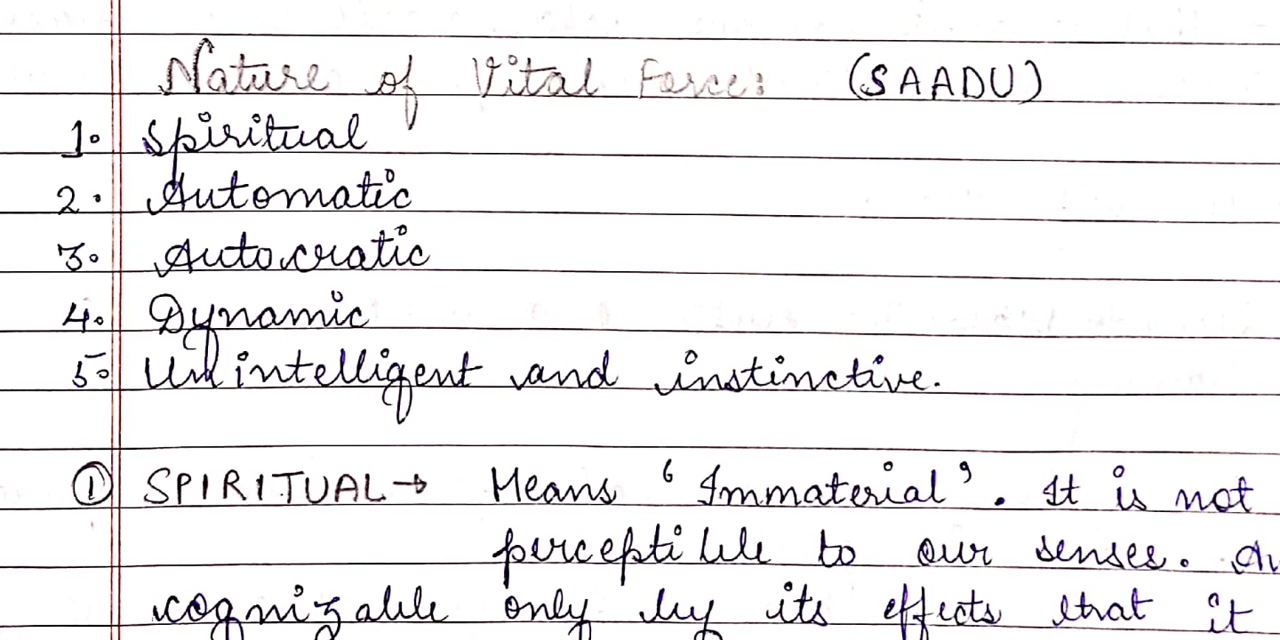 Nature of Vital Force: (SAADU)
1. Spiritual
2. Automatic
3. Autocratic
4. Dynamic
5. Unintelligent and instinctive.
① SPIRITUAL → Means 'Immaterial'. It is not
perceptible to our senses.
cognizable only by its effects that it